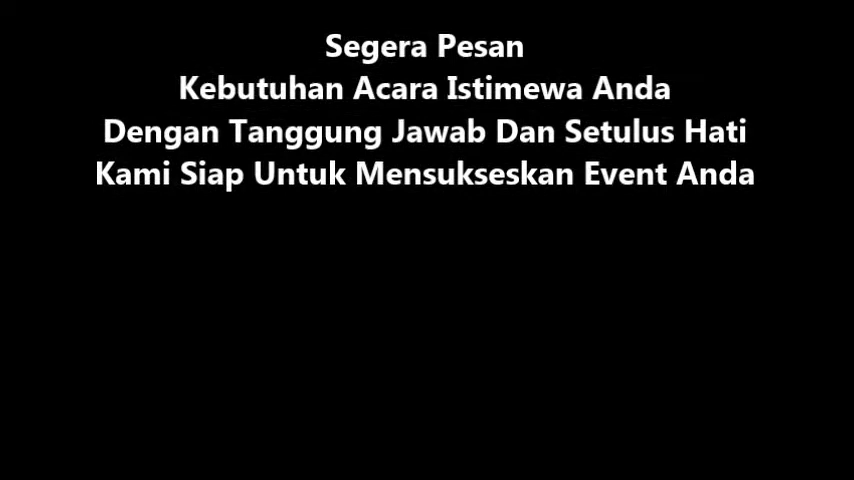 Segera Pesan
Kebutuhan Acara Istimewa Anda
Dengan Tanggung Jawab Dan Setulus Hati
Kami Siap Untuk Mensukseskan Event Anda